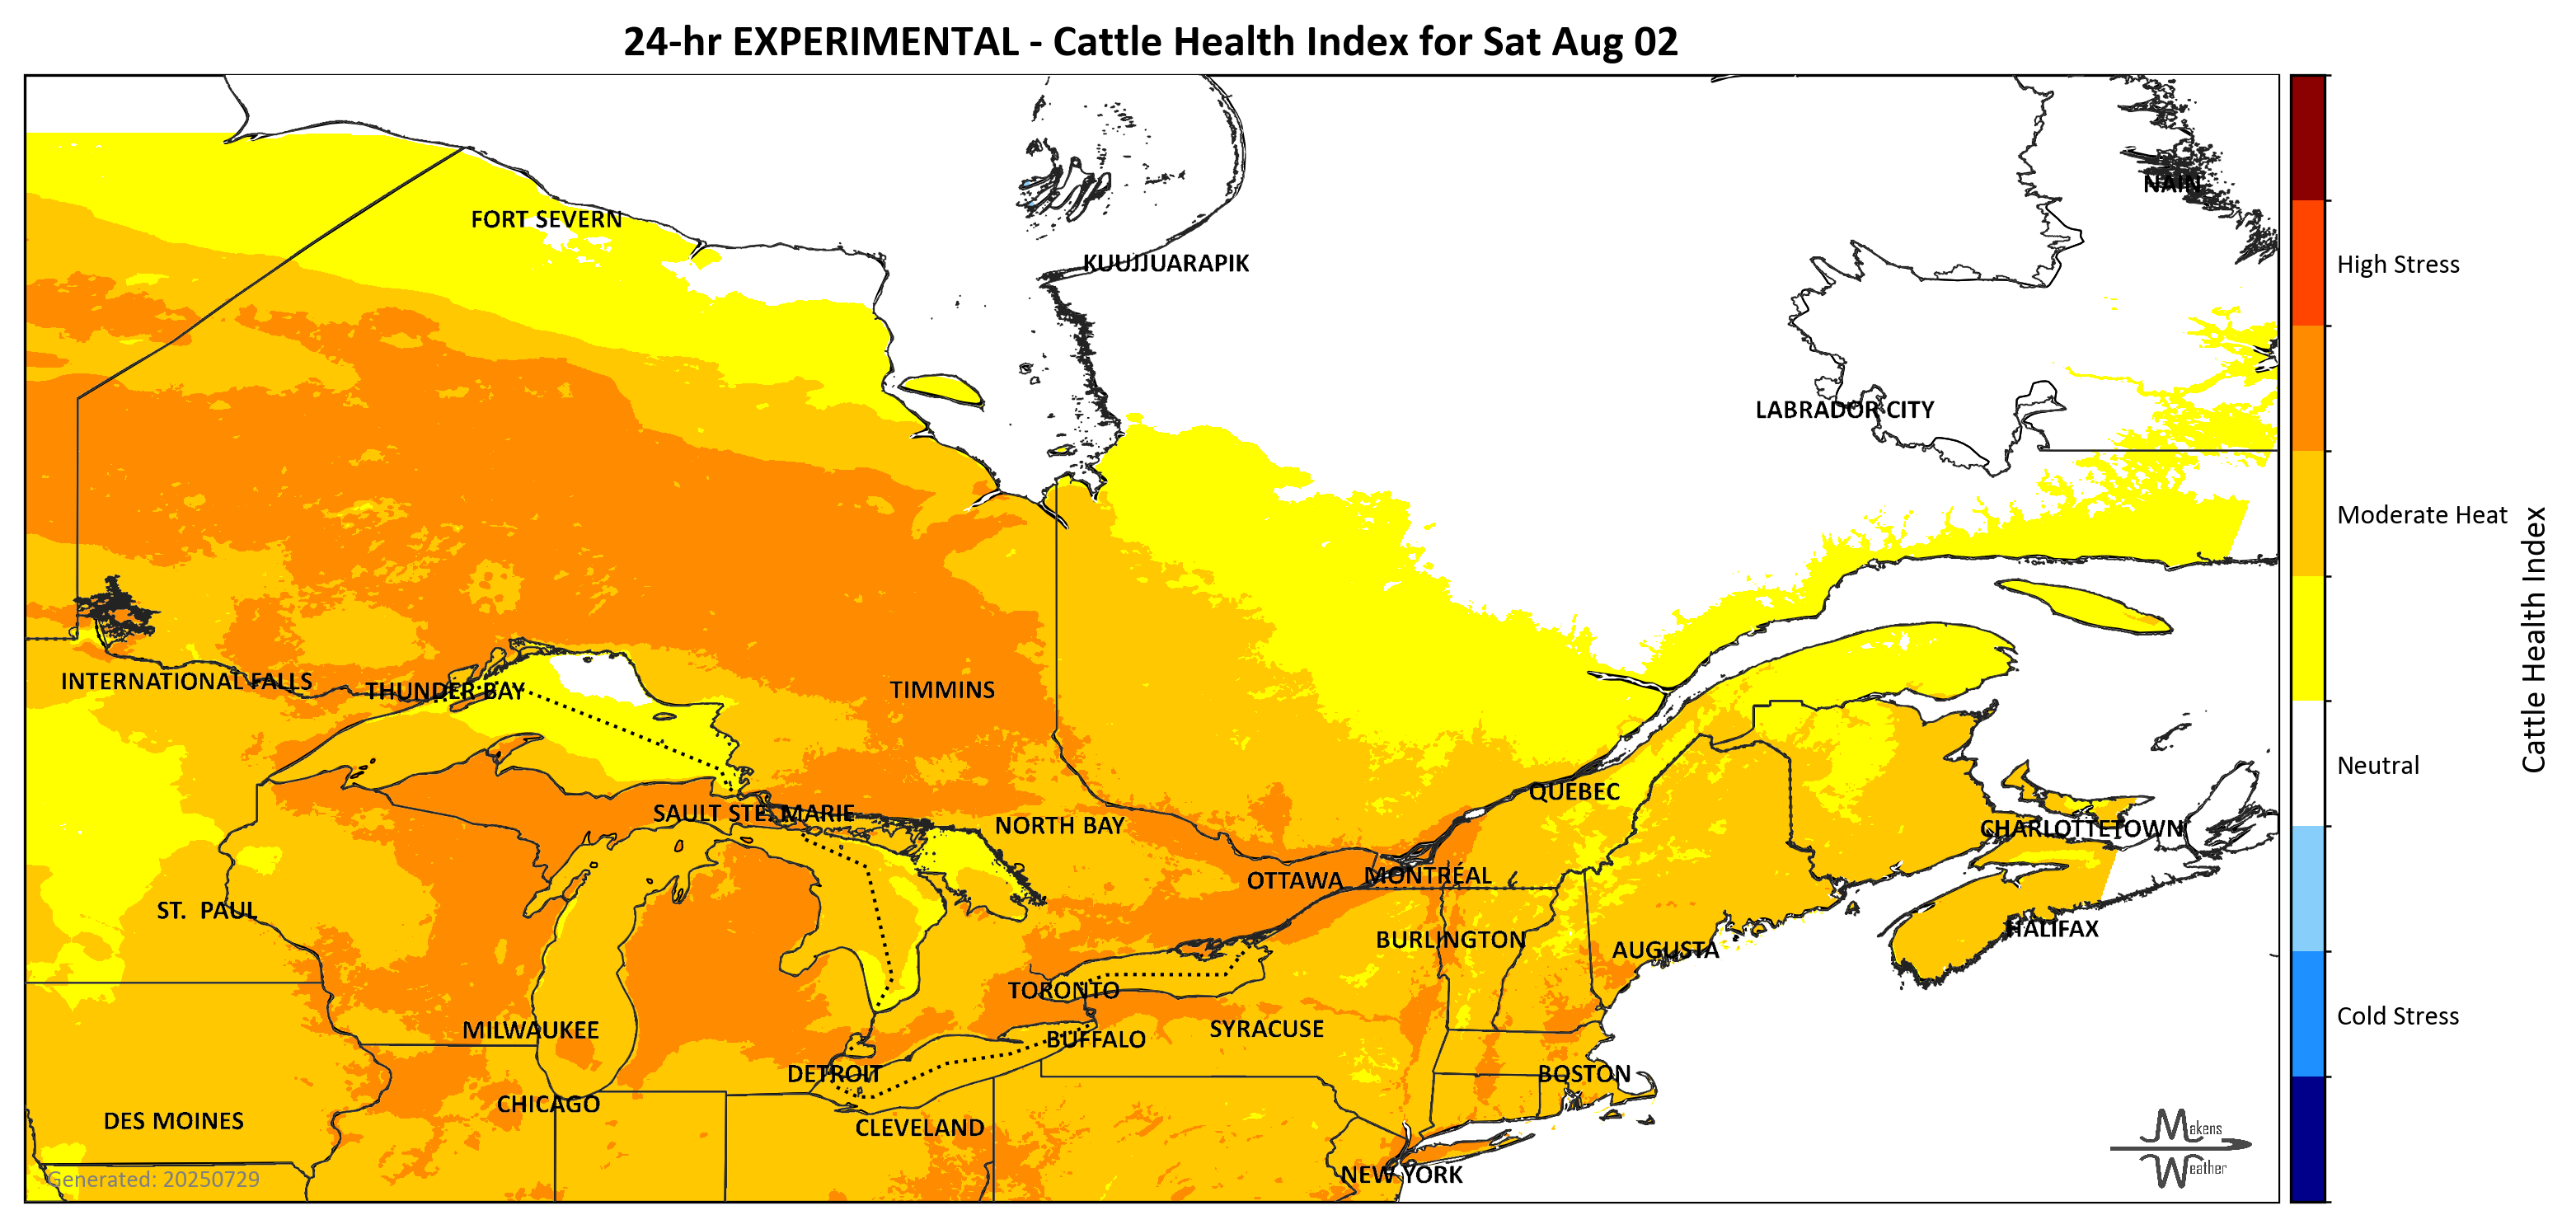 24-hr EXPERIMENTAL - Cattle Health Index for Sat Aug 02
NAIN
FORT SEVERN
KUUJJUARAPIK
High Stress
LABRADOR CITY
Moderate Heat
INTERNATIONAL FALLS
THUNDER BAY
TIMMINS
Cattle Health Index
Neutral
QUEBEC
SAULT STE. MARIE
NORTH BAY
CHARLOTTETOWN
OTTAWA
MONTRÉAL
ST. PAUL
HALIFAX
BURLINGTON
AUGUSTA
TORONTO
Cold Stress
MILWAUKEE
SYRACUSE
BUFFALO
DETROIT
BOSTON
CHICAGO
DES MOINES
CLEVELAND
Makens
Weather
NEW YORK
Generated: 20250729